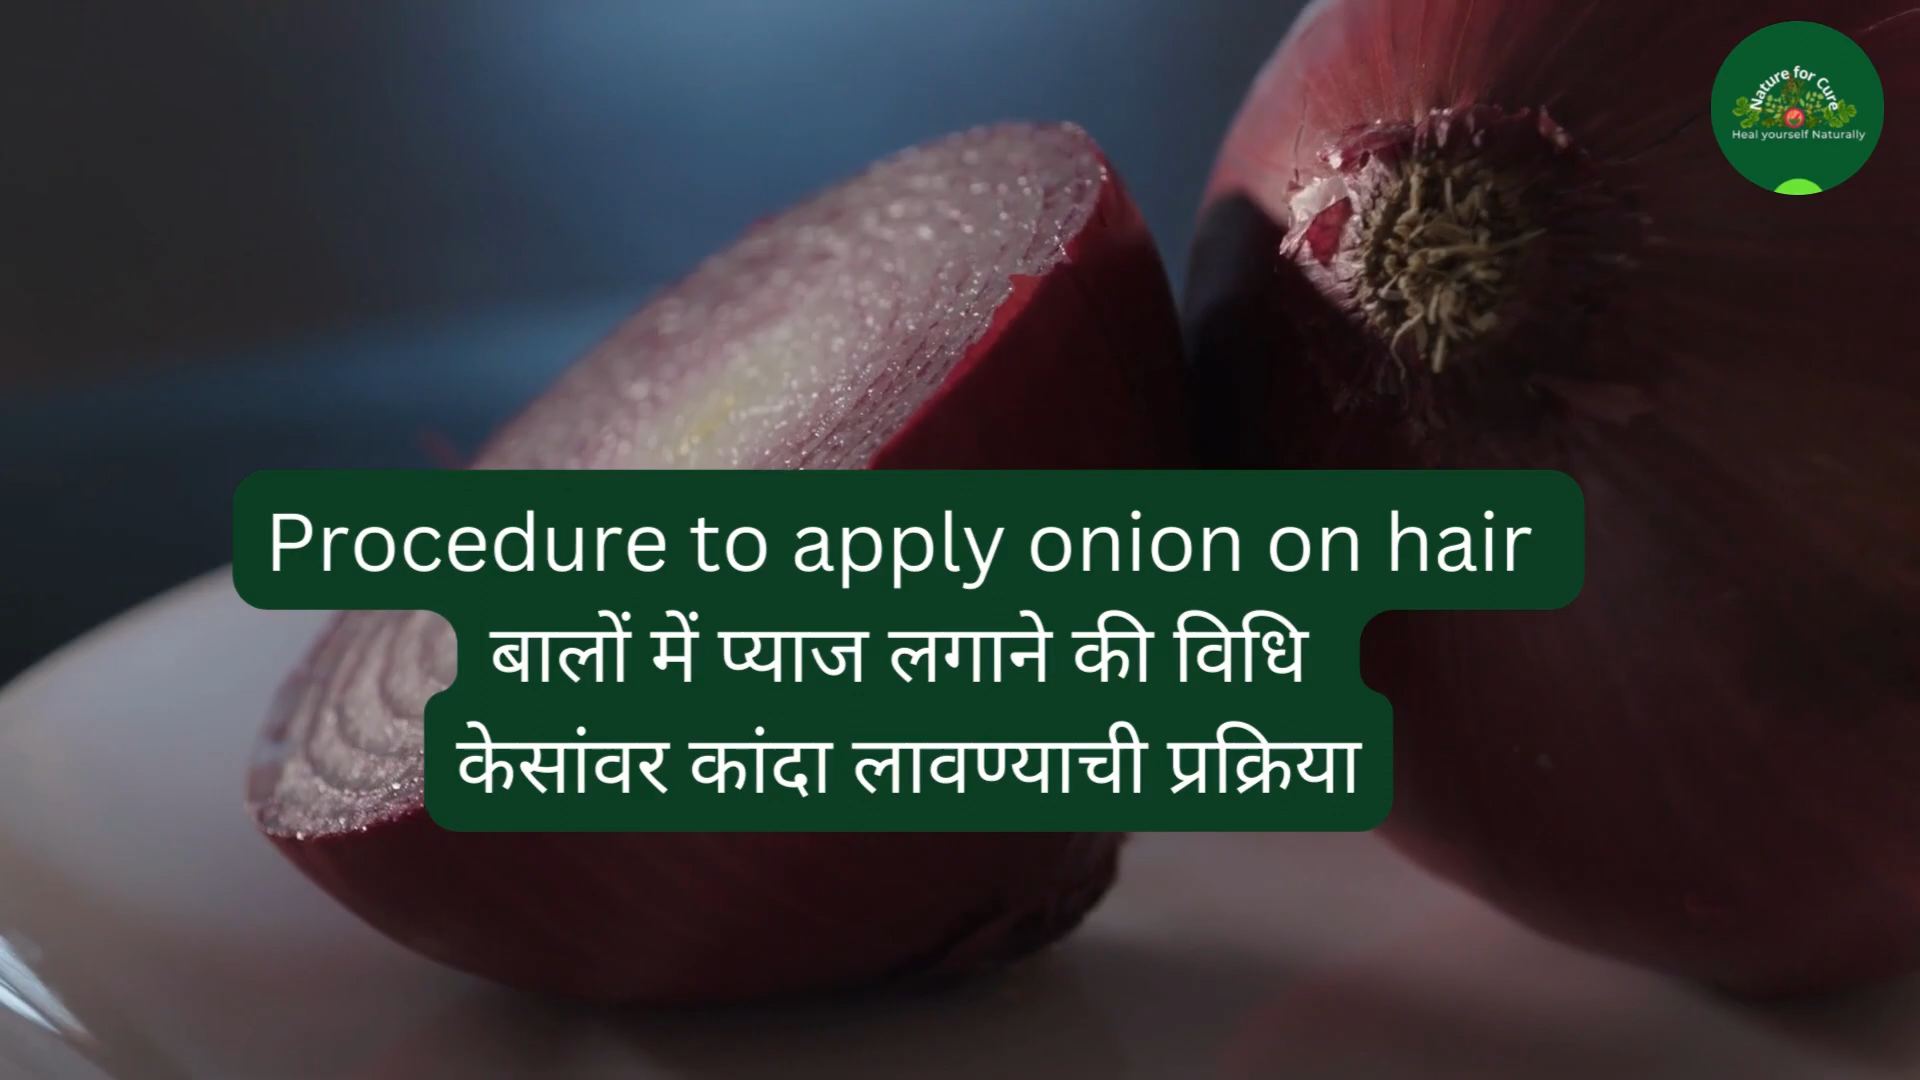 Nature for Cure
Heal yourself Naturally
Procedure to apply onion on hair
बालों में प्याज लगाने की विधि
केसांवर कांदा लावण्याची प्रक्रिया